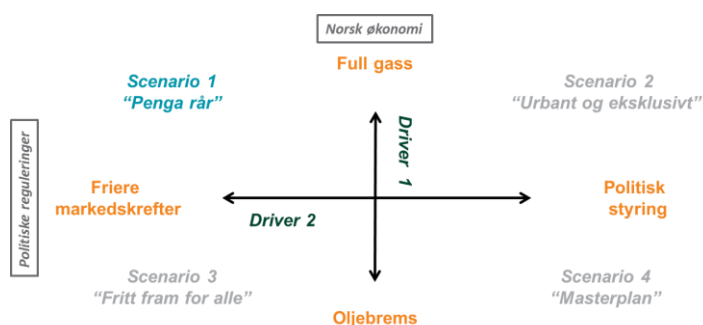 Norsk økonomi
Full gass
Scenario 1
“Penga rår”
Scenario 2
“Urbant og eksklusivt”
Driver 1
Politiske reguleringer
Friere
markedskrefter
Politisk
styring
Driver 2
Scenario 3
“Fritt fram for alle”
Scenario 4
“Masterplan”
Oljebrems